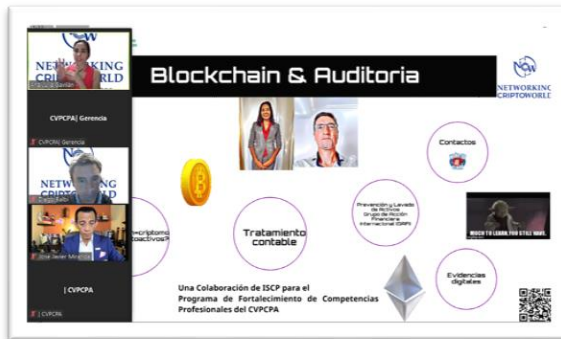 NETWORKING
CRIPTOWORLD
CVPCPA| Gerencia
CVPCPA| Gerencia
Diego Balbi
José Javier Miranda
| CVPCPA
| CVPCPA
Blockchain & Auditoria
NETWORKING
CRIPTOWORLD
Contactos
Tratamiento
contable
Prevención y Lavado
de Activos
Grupo de Acción
Financiera
Internacional (GAFI)
MUCH TO LEARN, YOU STILL HAVE.
Evidencias
digitales
Una Colaboración de ISCP para el
Programa de Fortalecimiento de Competencias
Profesionales del CVPCPA